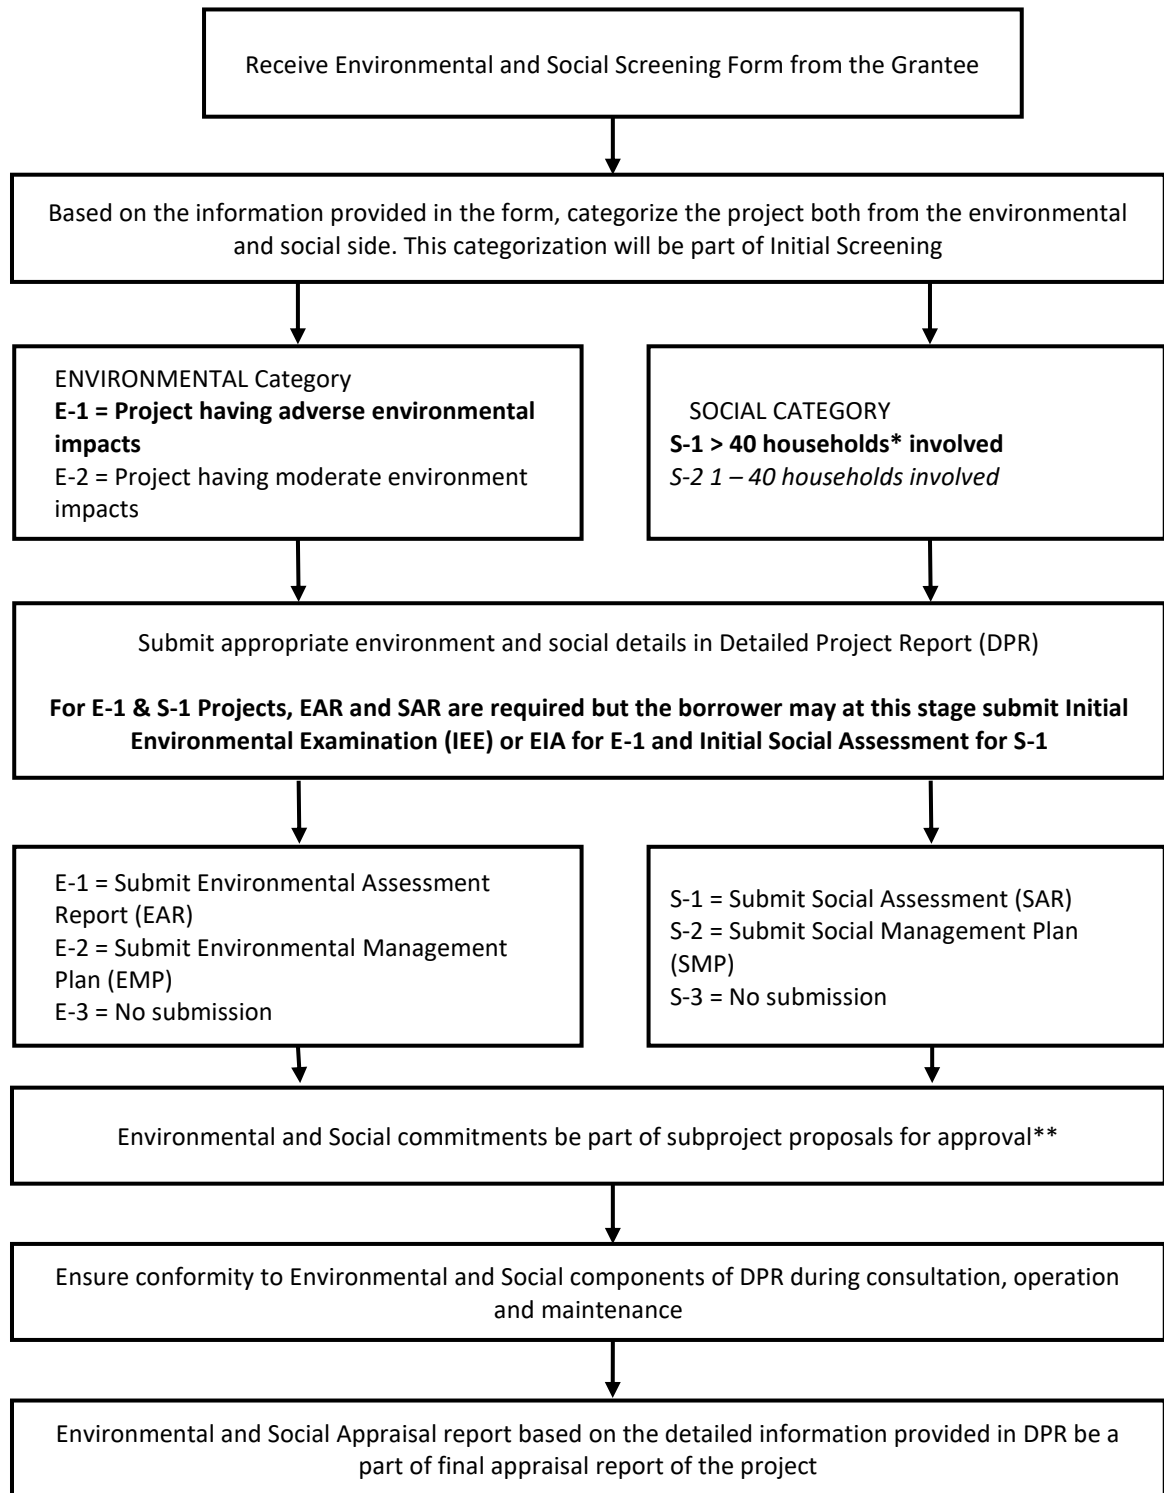 Receive Environmental and Social Screening Form from the Grantee
Based on the information provided in the form, categorize the project both from the environmental
and social side. This categorization will be part of Initial Screening
ENVIRONMENTAL Category
E-1 = Project having adverse environmental
impacts
E-2 = Project having moderate environment
impacts
SOCIAL CATEGORY
S-1 > 40 households* involved
S-2 1 – 40 households involved
Submit appropriate environment and social details in Detailed Project Report (DPR)
For E-1 & S-1 Projects, EAR and SAR are required but the borrower may at this stage submit Initial
Environmental Examination (IEE) or EIA for E-1 and Initial Social Assessment for S-1
E-1 = Submit Environmental Assessment
Report (EAR)
E-2 = Submit Environmental Management
Plan (EMP)
E-3 = No submission
S-1 = Submit Social Assessment (SAR)
S-2 = Submit Social Management Plan
(SMP)
S-3 = No submission
Environmental and Social commitments be part of subproject proposals for approval**
Ensure conformity to Environmental and Social components of DPR during consultation, operation
and maintenance
Environmental and Social Appraisal report based on the detailed information provided in DPR be a
part of final appraisal report of the project